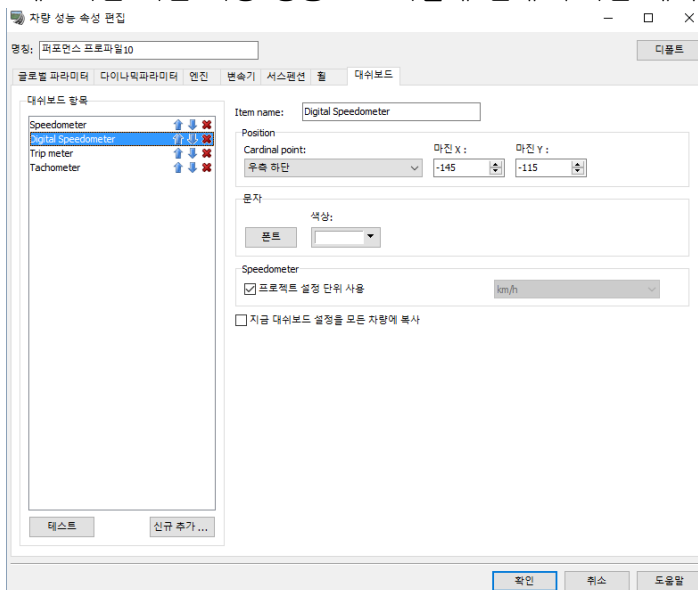 차량 성능 속성 편집
명칭: 퍼포먼스 프로파일10 디폴트
글로벌 파라미터 다이나믹파라미터 엔진 변속기 서스펜션 휠 대쉬보드
대쉬보드 항목
Speedometer
Digital Speedometer
Trip meter
Tachometer
테스트 신규 추가 ...
Item name: Digital Speedometer
Position
Cardinal point: 마진 X : 마진 Y :
우측 하단 -145 -115
문자
색상:
폰트
Speedometer
프로젝트 설정 단위 사용 km/h
지금 대쉬보드 설정을 모든 차량에 복사
확인 취소 도움말